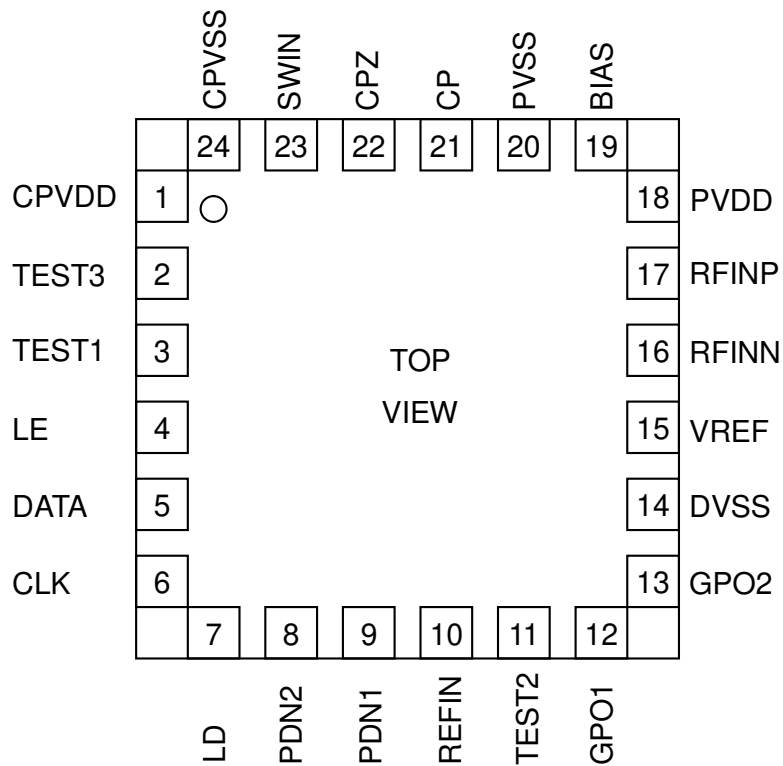 CPVSS SWIN CPZ CP PVSS BIAS
24 23 22 21 20 19
CPVDD 1 18 PVDD
TEST3 2 17 RFINP
TEST1 3 16 RFINN
TOP
VIEW
LE 4 15 VREF
DATA 5 14 DVSS
CLK 6 13 GPO2
7 8 9 10 11 12
LD PDN2 PDN1 REFIN TEST2 GPO1